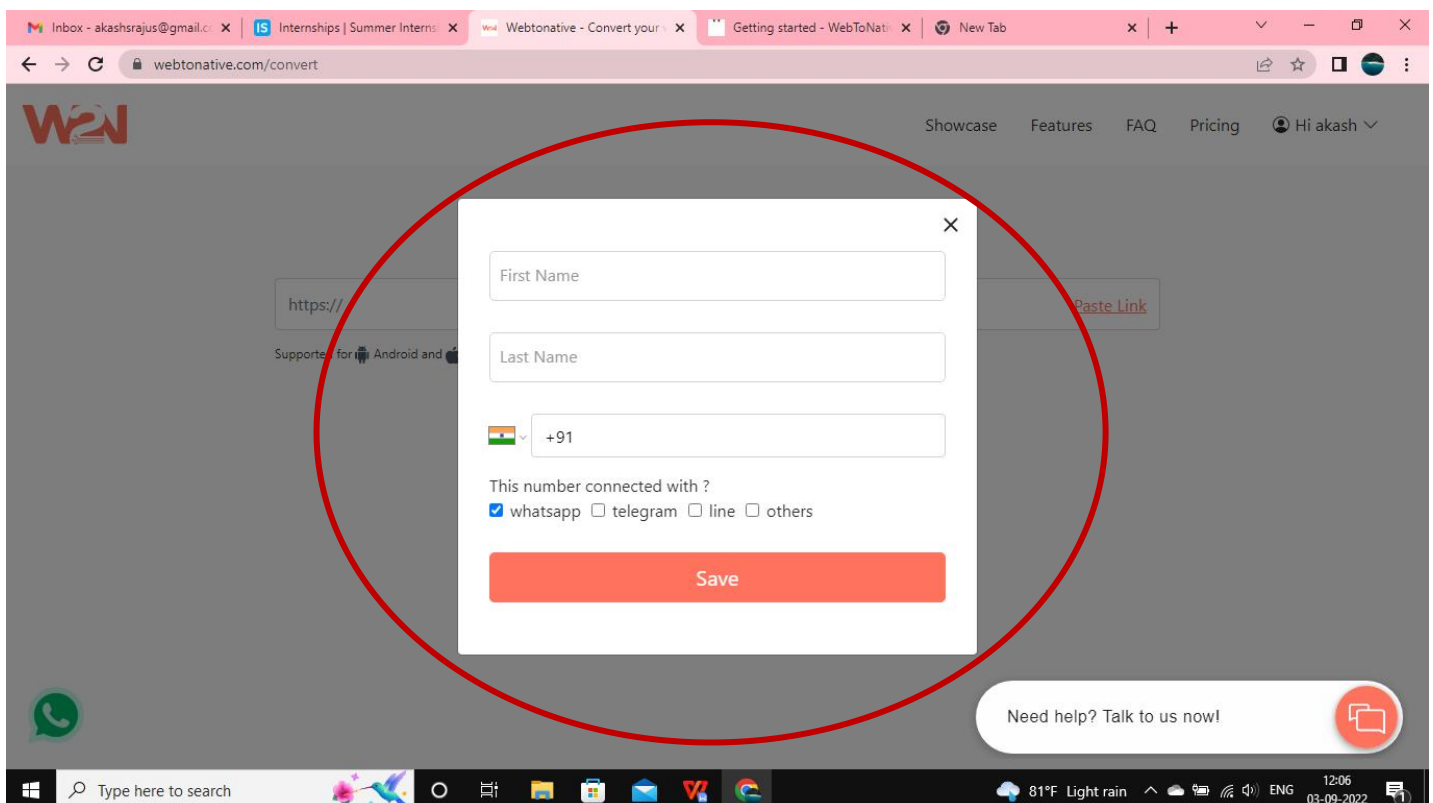 Inbox - akashsrajus@gmail.c
IS Internships | Summer Interns
Webtonative - Convert your
Getting started - WebToNati
New Tab
webtonative.com/convert
W2N
Showcase Features FAQ Pricing Hi akash
First Name
https:// Paste Link
Supported for Android and
Last Name
+91
This number connected with ?
whatsapp telegram line others
Save
Need help? Talk to us now!
Type here to search
81°F Light rain
ENG
12:06
03-09-2022
1